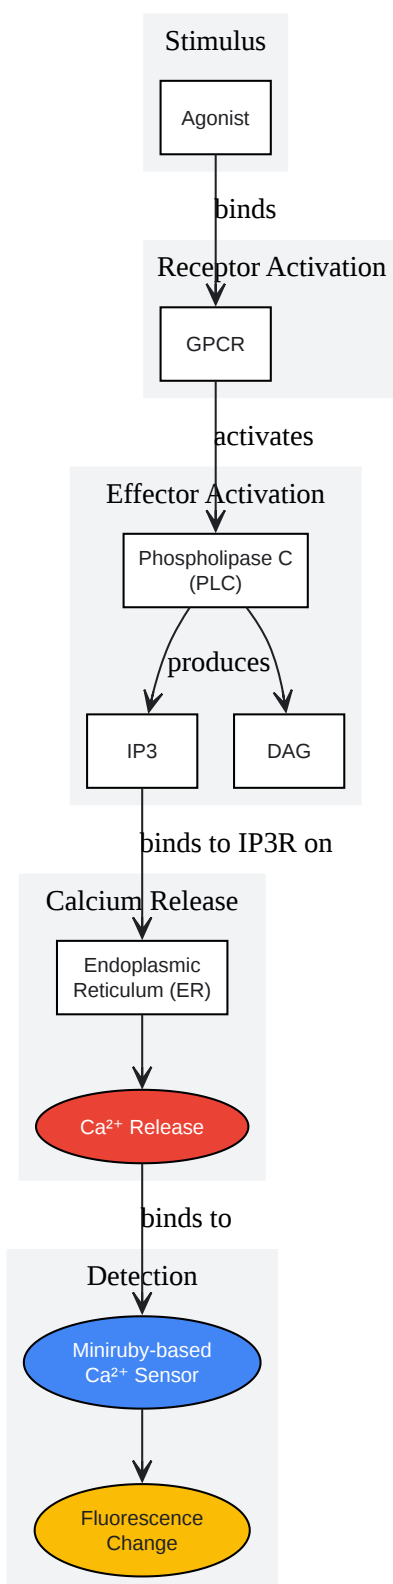 Stimulus
Agonist
binds
Receptor Activation
GPCR
activates
Effector Activation
Phospholipase C
(PLC)
produces
IP3
DAG
binds to IP3R on
Calcium Release
Endoplasmic
Reticulum (ER)
Ca²⁺ Release
binds to
Detection
Miniruby-based
Ca²⁺ Sensor
Fluorescence
Change